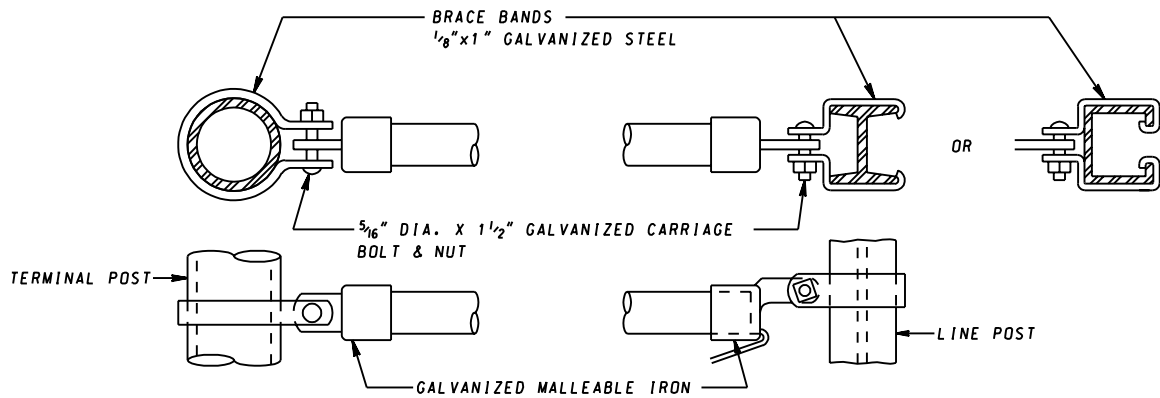 BRACE BANDS
1/8"x1" GALVANIZED STEEL
OR
5/16" DIA. X 1 1/2" GALVANIZED CARRIAGE
BOLT & NUT
TERMINAL POST
LINE POST
GALVANIZED MALLEABLE IRON